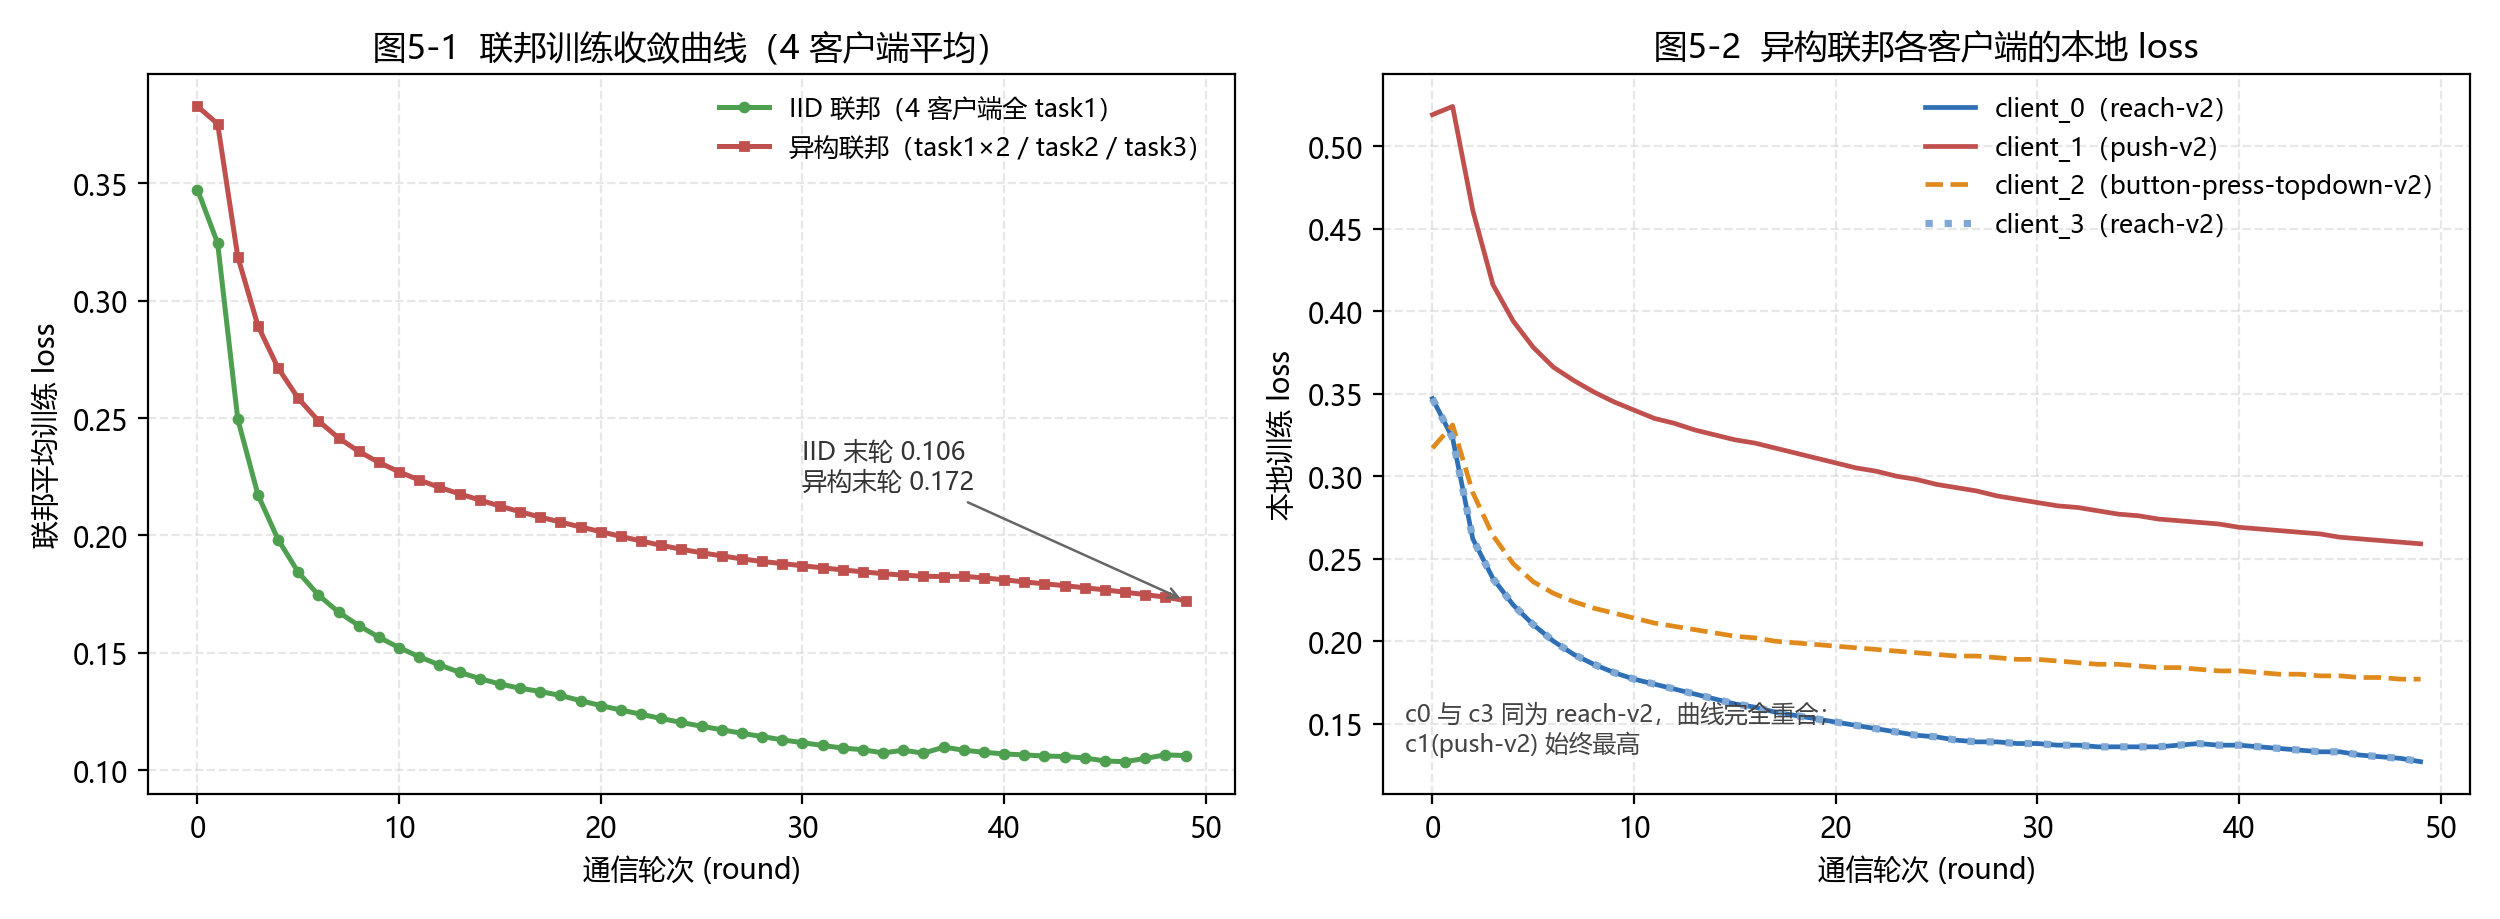 图5-1 联邦训练收敛曲线（4 客户端平均）
IID 联邦（4 客户端全 task1）
异构联邦（task1×2 / task2 / task3）
联邦平均训练 loss
0.35
0.30
0.25
0.20
0.15
0.10
IID 末轮 0.106
异构末轮 0.172
0
10
20
30
40
50
通信轮次 (round)
图5-2 异构联邦各客户端的本地 loss
client_0（reach-v2）
client_1（push-v2）
client_2（button-press-topdown-v2）
client_3（reach-v2）
本地训练 loss
0.50
0.45
0.40
0.35
0.30
0.25
0.20
0.15
c0 与 c3 同为 reach-v2，曲线完全重合；
c1(push-v2) 始终最高
0
10
20
30
40
50
通信轮次 (round)